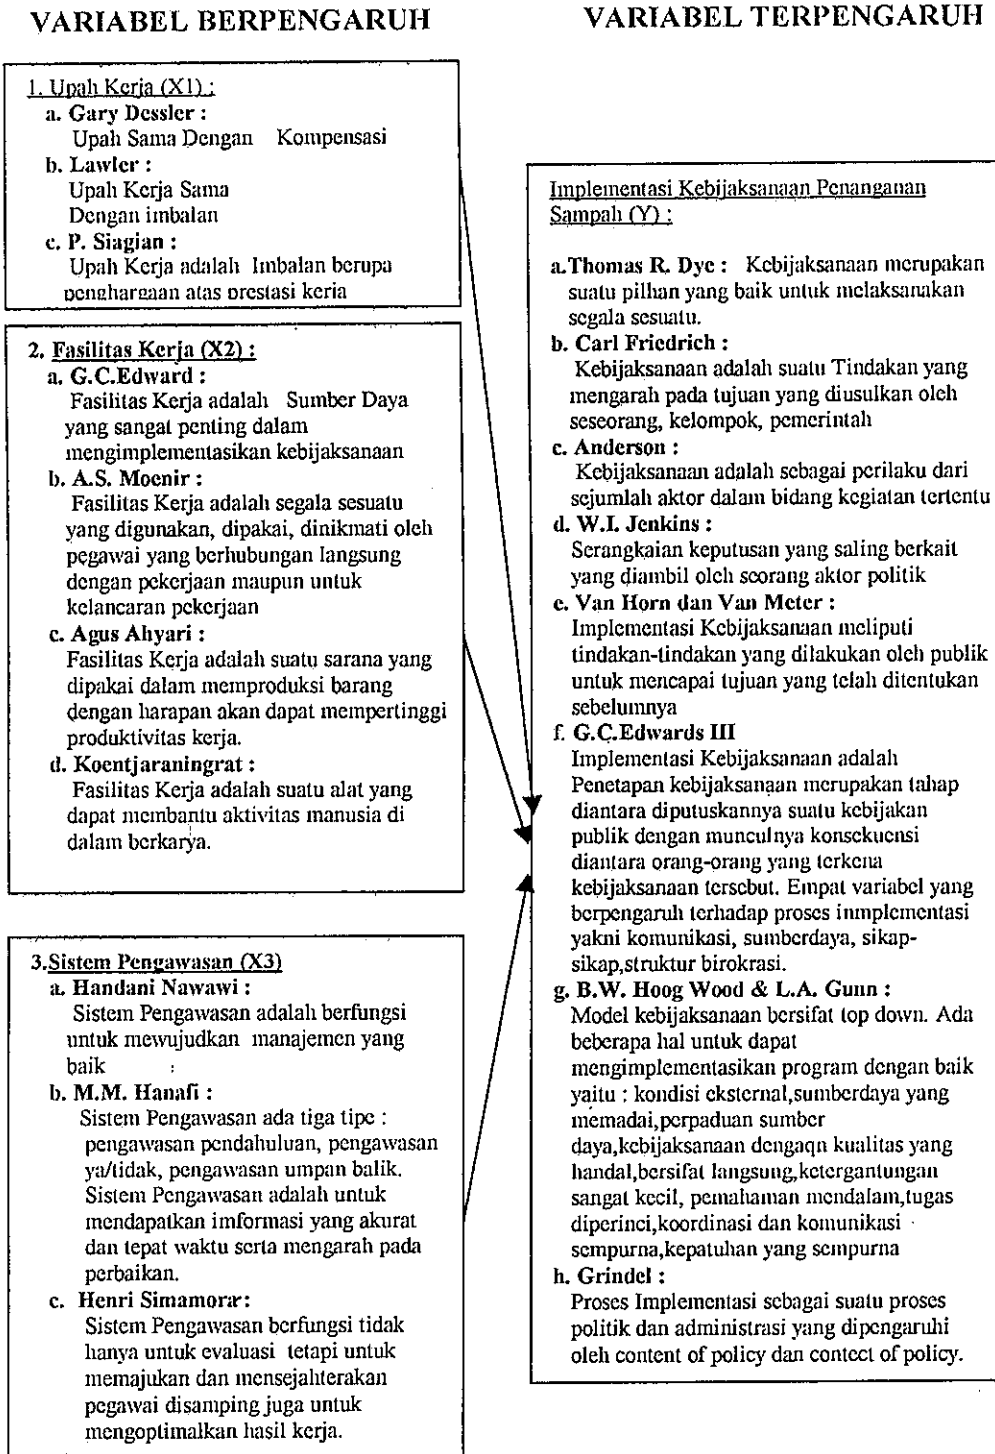 VARIABEL BERPENGARUH
1. Upah Kerja (X1) :
a. Gary Dessler :
Upah Sama Dengan Kompensasi
b. Lawler :
Upah Kerja Sama
Dengan imbalan
c. P. Siagian :
Upah Kerja adalah Imbalan berupa
penghargaan atas prestasi kerja
2. Fasilitas Kerja (X2) :
a. G.C.Edward :
Fasilitas Kerja adalah Sumber Daya
yang sangat penting dalam
mengimplementasikan kebijaksanaan
b. A.S. Moenir :
Fasilitas Kerja adalah segala sesuatu
yang digunakan, dipakai, dinikmati oleh
pegawai yang berhubungan langsung
dengan pekerjaan maupun untuk
kelancaran pekerjaan
c. Agus Ahyari :
Fasilitas Kerja adalah suatu sarana yang
dipakai dalam memproduksi barang
dengan harapan akan dapat mempertinggi
produktivitas kerja.
d. Koentjaraningrat :
Fasilitas Kerja adalah suatu alat yang
dapat membantu aktivitas manusia di
dalam berkarya.
3.Sistem Pengawasan (X3)
a. Handani Nawawi :
Sistem Pengawasan adalah berfungsi
untuk mewujudkan manajemen yang
baik :
b. M.M. Hanafi :
Sistem Pengawasan ada tiga tipe :
pengawasan pendahuluan, pengawasan
ya/tidak, pengawasan umpan balik.
Sistem Pengawasan adalah untuk
mendapatkan imformasi yang akurat
dan tepat waktu serta mengarah pada
perbaikan.
c. Henri Simamora:
Sistem Pengawasan berfungsi tidak
hanya untuk evaluasi tetapi untuk
memajukan dan mensejahterakan
pegawai disamping juga untuk
mengoptimalkan hasil kerja.
VARIABEL TERPENGARUH
Implementasi Kebijaksanaan Penanganan
Sampah (Y) :
a.Thomas R. Dye : Kebijaksanaan merupakan
suatu pilhan yang baik untuk melaksanakan
segala sesuatu.
b. Carl Friedrich :
Kebijaksanaan adalah suatu Tindakan yang
mengarah pada tujuan yang diusulkan oleh
seseorang, kelompok, pemerintah
c. Anderson :
Kebijaksanaan adalah sebagai perilaku dari
sejumlah aktor dalam bidang kegiatan tertentu
d. W.I. Jenkins :
Serangkaian keputusan yang saling berkait
yang diambil oleh seorang aktor politik
e. Van Horn dan Van Meter :
Implementasi Kebijaksanaan meliputi
tindakan-tindakan yang dilakukan oleh publik
untuk mencapai tujuan yang telah ditentukan
sebelumnya
f. G.C.Edwards III
Implementasi Kebijaksanaan adalah
Penetapan kebijaksanaan merupakan tahap
diantara diputuskannya suatu kebijakan
publik dengan munculnya konsekuensi
diantara orang-orang yang terkena
kebijaksanaan tersebut. Empat variabel yang
berpengaruh terhadap proses inmplementasi
yakni komunikasi, sumberdaya, sikap-
sikap,struktur birokrasi.
g. B.W. Hoog Wood & L.A. Gunn :
Model kebijaksanaan bersifat top down. Ada
beberapa hal untuk dapat
mengimplementasikan program dengan baik
yaitu : kondisi eksternal,sumberdaya yang
memadai,perpaduan sumber
daya,kebijaksanaan dengaqn kualitas yang
handal,bersifat langsung,ketergantungan
sangat kecil, pemahaman mendalam,tugas
diperinci,koordinasi dan komunikasi
sempurna,kepatuhan yang sempurna
h. Grindel :
Proses Implementasi sebagai suatu proses
politik dan administrasi yang dipengaruhi
oleh content of policy dan contect of policy.